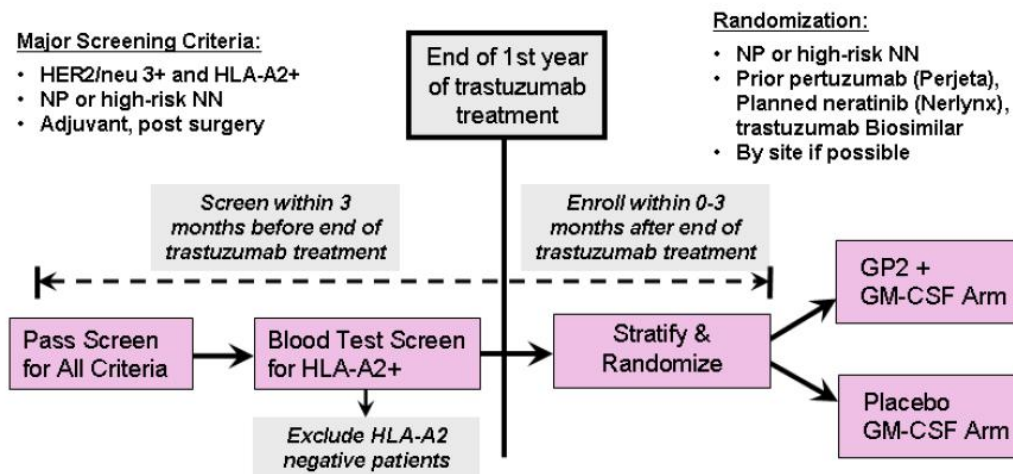 Major Screening Criteria:
• HER2/neu 3+ and HLA-A2+
• NP or high-risk NN
• Adjuvant, post surgery
End of 1st year
of trastuzumab
treatment
Randomization:
• NP or high-risk NN
• Prior pertuzumab (Perjeta),
Planned neratinib (Nerlynx),
trastuzumab Biosimilar
• By site if possible
Screen within 3
months before end of
trastuzumab treatment
Enroll within 0-3
months after end of
trastuzumab treatment
Pass Screen
for All Criteria
Blood Test Screen
for HLA-A2+
Exclude HLA-A2
negative patients
Stratify &
Randomize
GP2 +
GM-CSF Arm
Placebo
GM-CSF Arm